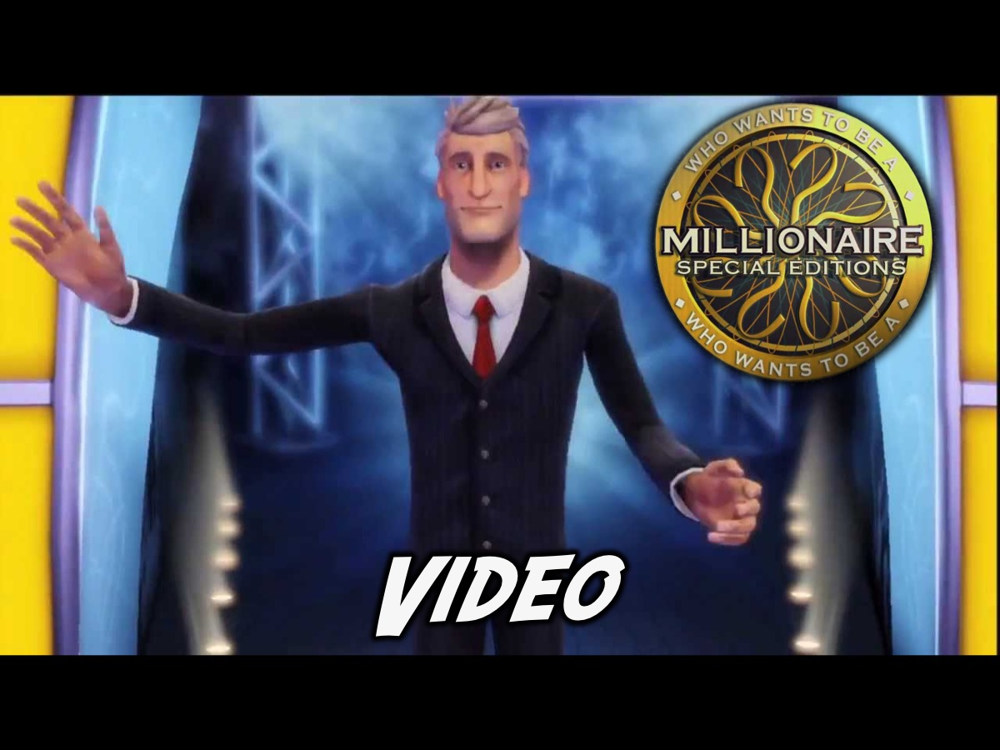 WHO WANTS TO BE A
MILLIONAIRE
SPECIAL EDITIONS
WHO WANTS TO BE A
VIDEO